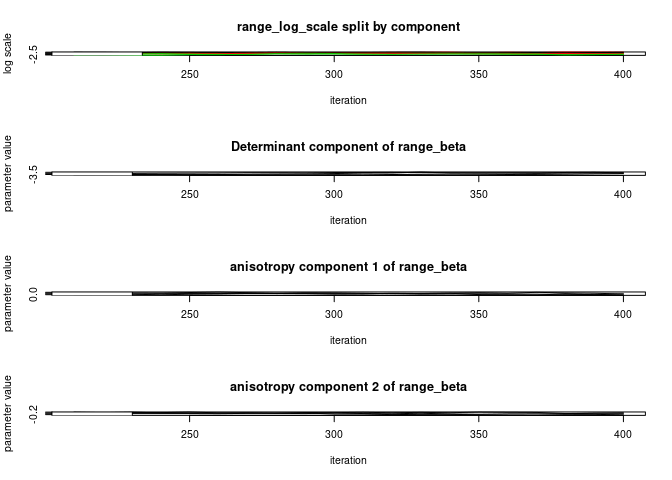 range_log_scale split by component
log scale
-2.5
250 300 350 400
iteration
Determinant component of range_beta
parameter value
-3.5
250 300 350 400
iteration
anisotropy component 1 of range_beta
parameter value
0.0
250 300 350 400
iteration
anisotropy component 2 of range_beta
parameter value
-0.2
250 300 350 400
iteration